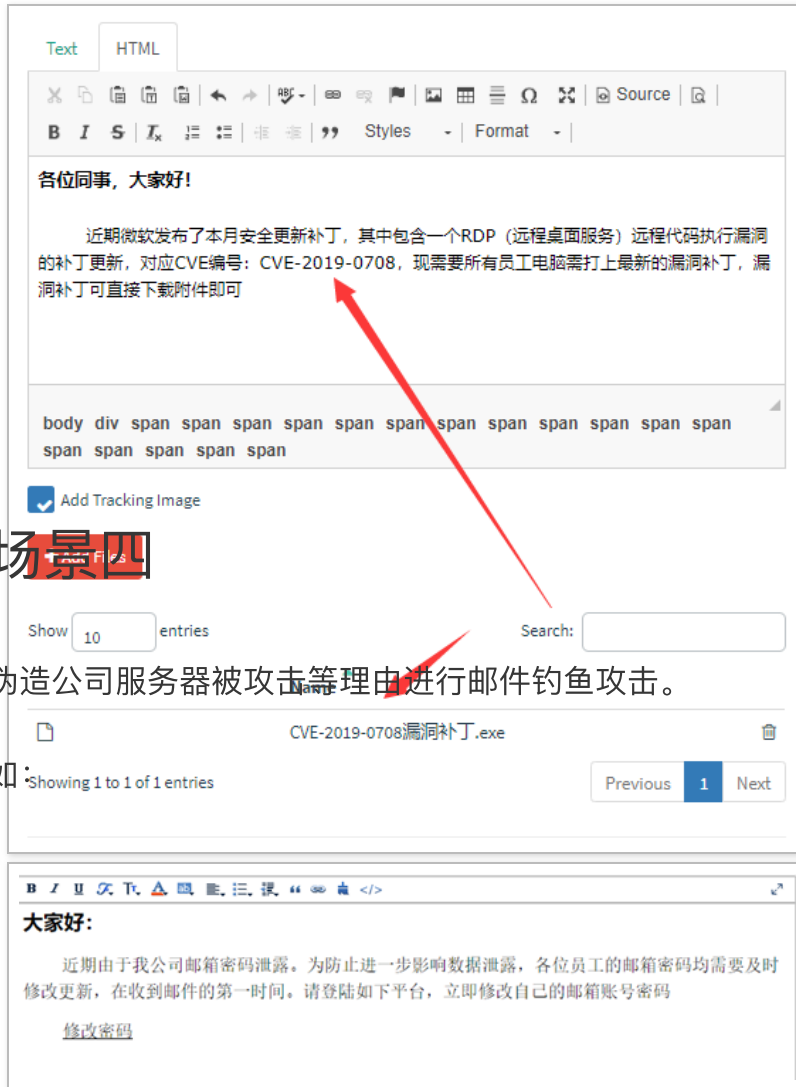 Text HTML
Source
B I S Styles Format
各位同事，大家好！
近期微软发布了本月安全更新补丁，其中包含一个RDP（远程桌面服务）远程代码执行漏洞
的补丁更新，对应CVE编号：CVE-2019-0708，现需要所有员工电脑需打上最新的漏洞补丁，漏
洞补丁可直接下载附件即可
body div span span span span span span span span span span span span
span span span span span
Add Tracking Image
场景四
Add Files
Show 10 entries Search:
伪造公司服务器被攻击等理由进行邮件钓鱼攻击。
Name
CVE-2019-0708漏洞补丁.exe
如：
Showing 1 to 1 of 1 entries Previous 1 Next
B I U
大家好：
近期由于我公司邮箱密码泄露。为防止进一步影响数据泄露，各位员工的邮箱密码均需要及时
修改更新，在收到邮件的第一时间。请登陆如下平台，立即修改自己的邮箱账号密码
修改密码